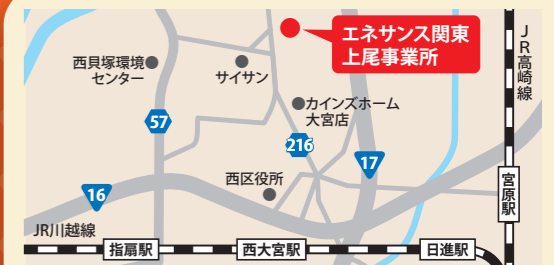 エネサンス関東
上尾事業所
JR高崎線
西貝塚環境
センター
サイサン
カインズホーム
大宮店
57
216
17
16
西区役所
宮原駅
JR川越線
指扇駅
西大宮駅
日進駅